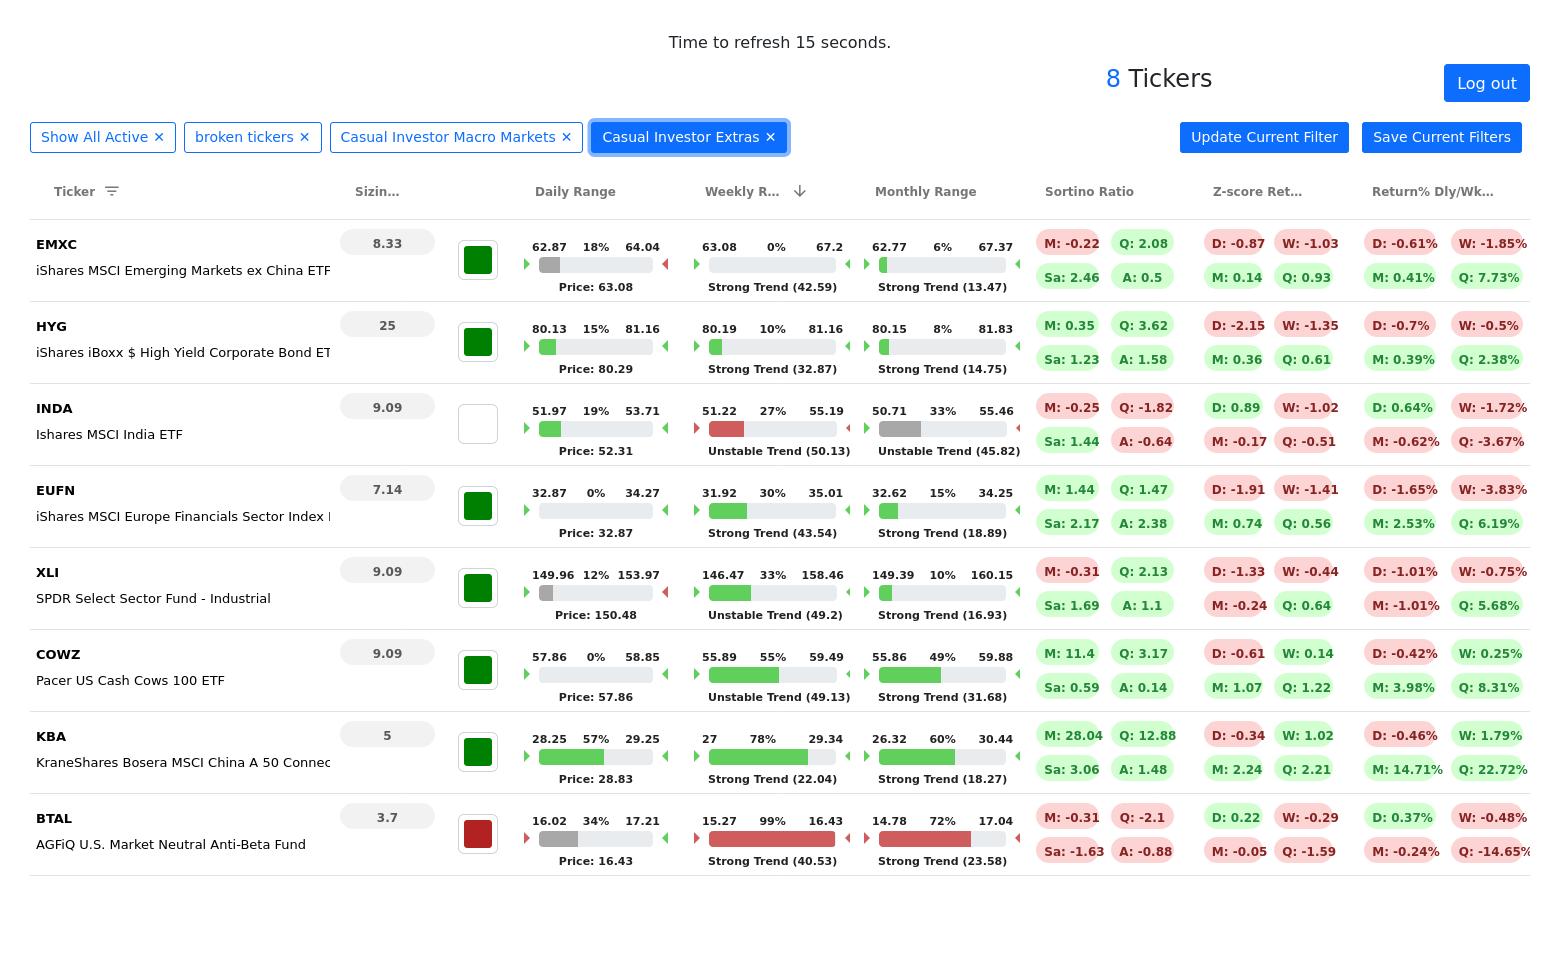 Time to refresh 15 seconds.
8 Tickers
Log out
Show All Active ✕ broken tickers ✕ Casual Investor Macro Markets ✕ Casual Investor Extras ✕ Update Current Filter Save Current Filters
Ticker Sizin... Daily Range Weekly R... Monthly Range Sortino Ratio Z-score Ret... Return% Dly/Wk...
EMXC 8.33 62.87 18% 64.04 63.08 0% 67.2 62.77 6% 67.37 M: -0.22 Q: 2.08 D: -0.87 W: -1.03 D: -0.61% W: -1.85%
iShares MSCI Emerging Markets ex China ETF Sa: 2.46 A: 0.5 M: 0.14 Q: 0.93 M: 0.41% Q: 7.73%
Price: 63.08 Strong Trend (42.59) Strong Trend (13.47)
HYG 25 80.13 15% 81.16 80.19 10% 81.16 80.15 8% 81.83 M: 0.35 Q: 3.62 D: -2.15 W: -1.35 D: -0.7% W: -0.5%
iShares iBoxx $ High Yield Corporate Bond ET Sa: 1.23 A: 1.58 M: 0.36 Q: 0.61 M: 0.39% Q: 2.38%
Price: 80.29 Strong Trend (32.87) Strong Trend (14.75)
INDA 9.09 51.97 19% 53.71 51.22 27% 55.19 50.71 33% 55.46 M: -0.25 Q: -1.82 D: 0.89 W: -1.02 D: 0.64% W: -1.72%
Ishares MSCI India ETF Sa: 1.44 A: -0.64 M: -0.17 Q: -0.51 M: -0.62% Q: -3.67%
Price: 52.31 Unstable Trend (50.13) Unstable Trend (45.82)
EUFN 7.14 32.87 0% 34.27 31.92 30% 35.01 32.62 15% 34.25 M: 1.44 Q: 1.47 D: -1.91 W: -1.41 D: -1.65% W: -3.83%
iShares MSCI Europe Financials Sector Index Sa: 2.17 A: 2.38 M: 0.74 Q: 0.56 M: 2.53% Q: 6.19%
Price: 32.87 Strong Trend (43.54) Strong Trend (18.89)
XLI 9.09 149.96 12% 153.97 146.47 33% 158.46 149.39 10% 160.15 M: -0.31 Q: 2.13 D: -1.33 W: -0.44 D: -1.01% W: -0.75%
SPDR Select Sector Fund - Industrial Sa: 1.69 A: 1.1 M: -0.24 Q: 0.64 M: -1.01% Q: 5.68%
Price: 150.48 Unstable Trend (49.2) Strong Trend (16.93)
COWZ 9.09 57.86 0% 58.85 55.89 55% 59.49 55.86 49% 59.88 M: 11.4 Q: 3.17 D: -0.61 W: 0.14 D: -0.42% W: 0.25%
Pacer US Cash Cows 100 ETF Sa: 0.59 A: 0.14 M: 1.07 Q: 1.22 M: 3.98% Q: 8.31%
Price: 57.86 Unstable Trend (49.13) Strong Trend (31.68)
KBA 5 28.25 57% 29.25 27 78% 29.34 26.32 60% 30.44 M: 28.04 Q: 12.88 D: -0.34 W: 1.02 D: -0.46% W: 1.79%
KraneShares Bosera MSCI China A 50 Connec Sa: 3.06 A: 1.48 M: 2.24 Q: 2.21 M: 14.71% Q: 22.72%
Price: 28.83 Strong Trend (22.04) Strong Trend (18.27)
BTAL 3.7 16.02 34% 17.21 15.27 99% 16.43 14.78 72% 17.04 M: -0.31 Q: -2.1 D: 0.22 W: -0.29 D: 0.37% W: -0.48%
AGFiQ U.S. Market Neutral Anti-Beta Fund Sa: -1.63 A: -0.88 M: -0.05 Q: -1.59 M: -0.24% Q: -14.65%
Price: 16.43 Strong Trend (40.53) Strong Trend (23.58)